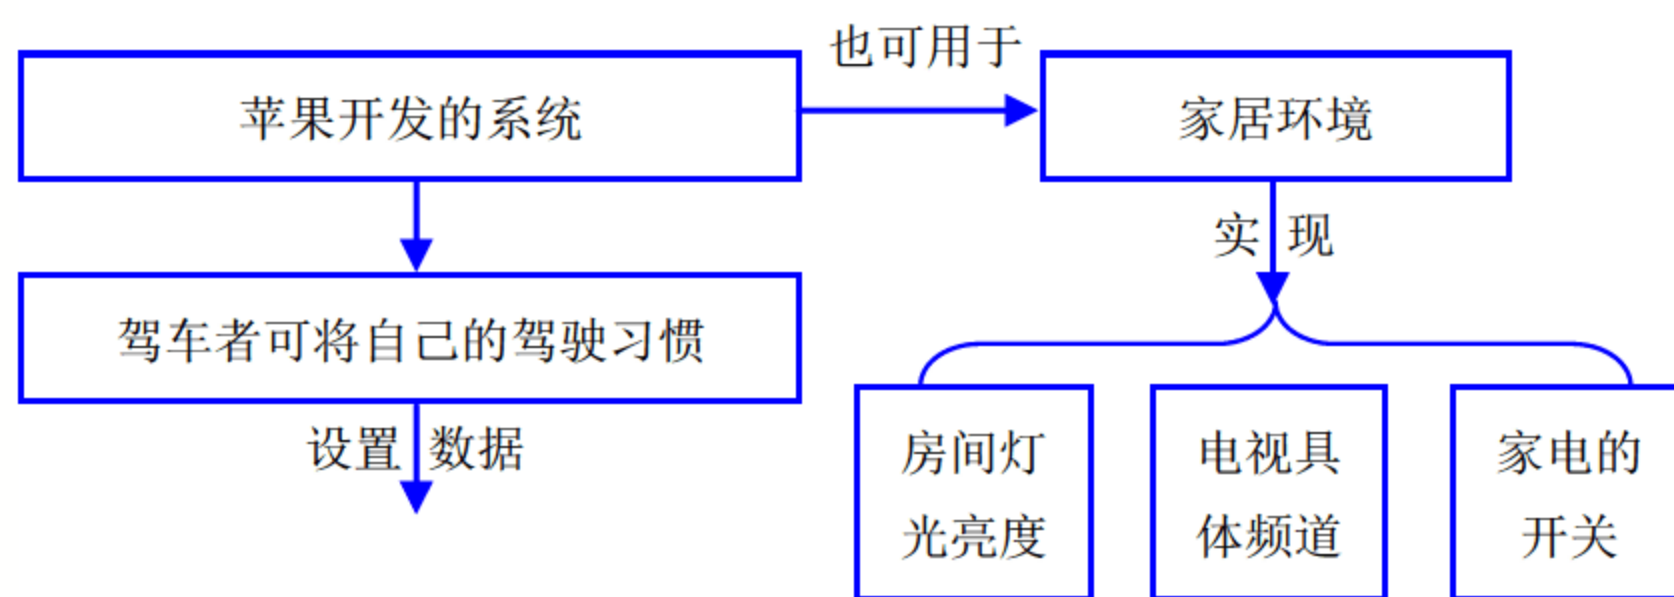 也可用于
苹果开发的系统
家居环境
实 现
驾车者可将自己的驾驶习惯
设置 数据
房间灯
光亮度
电视具
体频道
家电的
开关